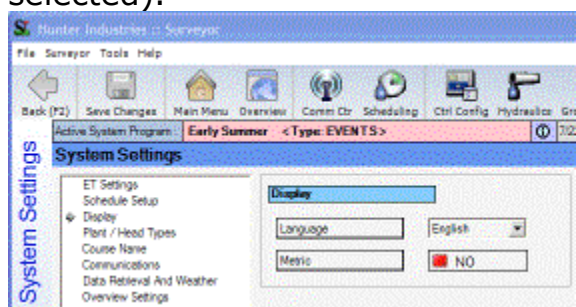 selected).
Hunter Industries :: Surveyor
File Surveyor Tools Help
Back (F2) Save Changes Main Menu Overview Comm Ctr Scheduling Ctrl Config Hydraulics
Active System Program: Early Summer <Type: EVENTS>
System Settings
System Settings
ET Settings
Schedule Setup
Display
Plant / Head Types
Course Name
Communications
Data Retrieval And Weather
Overview Settings
Display
Language English
Metric NO